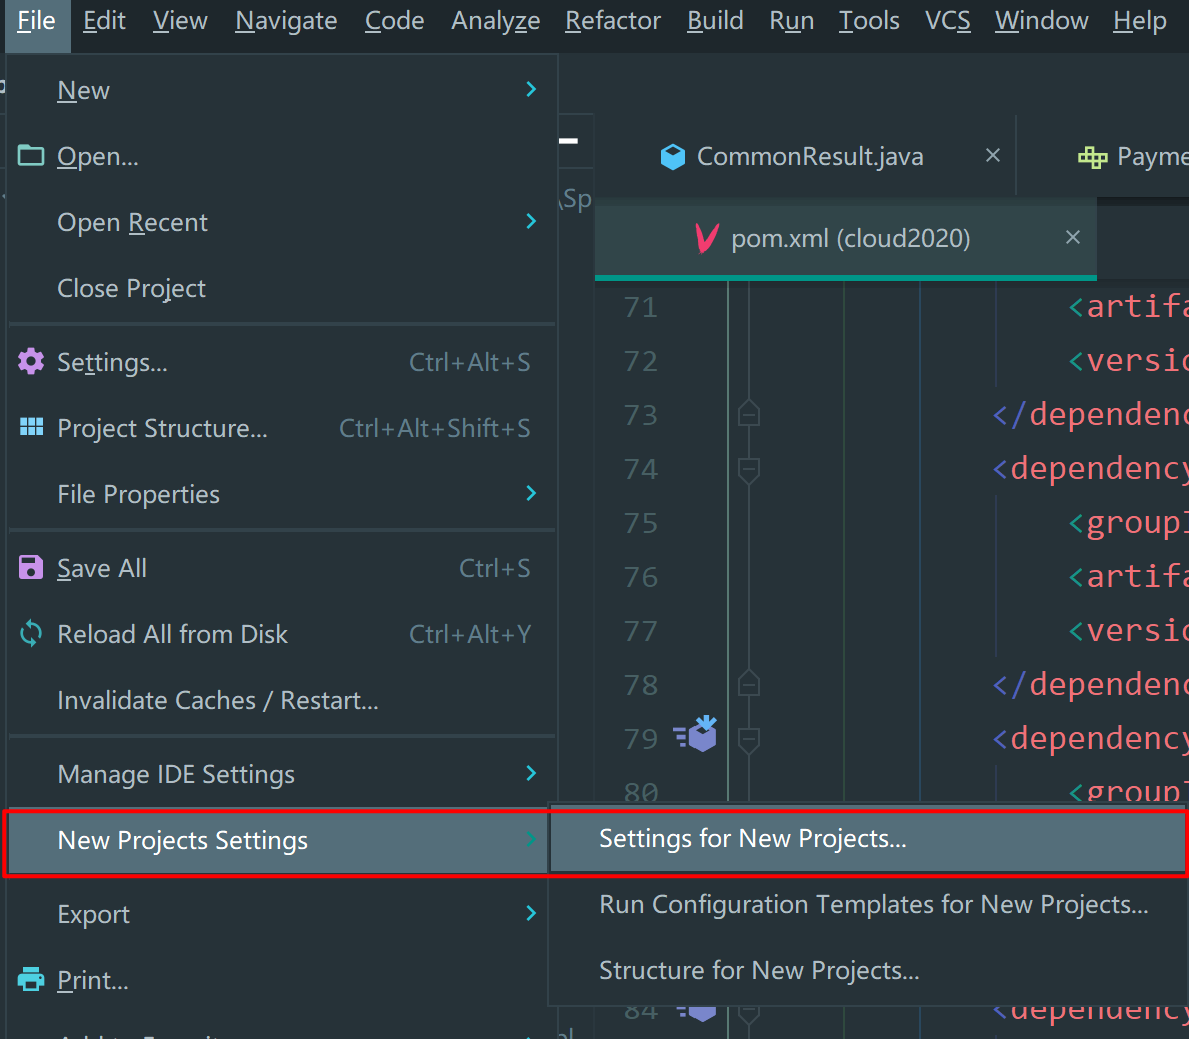 File Edit View Navigate Code Analyze Refactor Build Run Tools VCS Window Help
New
Open...
Open Recent
Close Project
Settings... Ctrl+Alt+S
Project Structure... Ctrl+Alt+Shift+S
File Properties
Save All Ctrl+S
Reload All from Disk Ctrl+Alt+Y
Invalidate Caches / Restart...
Manage IDE Settings
New Projects Settings
Export
Print...
Settings for New Projects...
Run Configuration Templates for New Projects...
Structure for New Projects...
\Sp
CommonResult.java
Payme
pom.xml (cloud2020)
71 <artifa
72 <versio
73 </dependenc
74 <dependency
75 <groupI
76 <artifa
77 <versio
78 </dependenc
79 <dependency
80 <groupI
84 <dependency